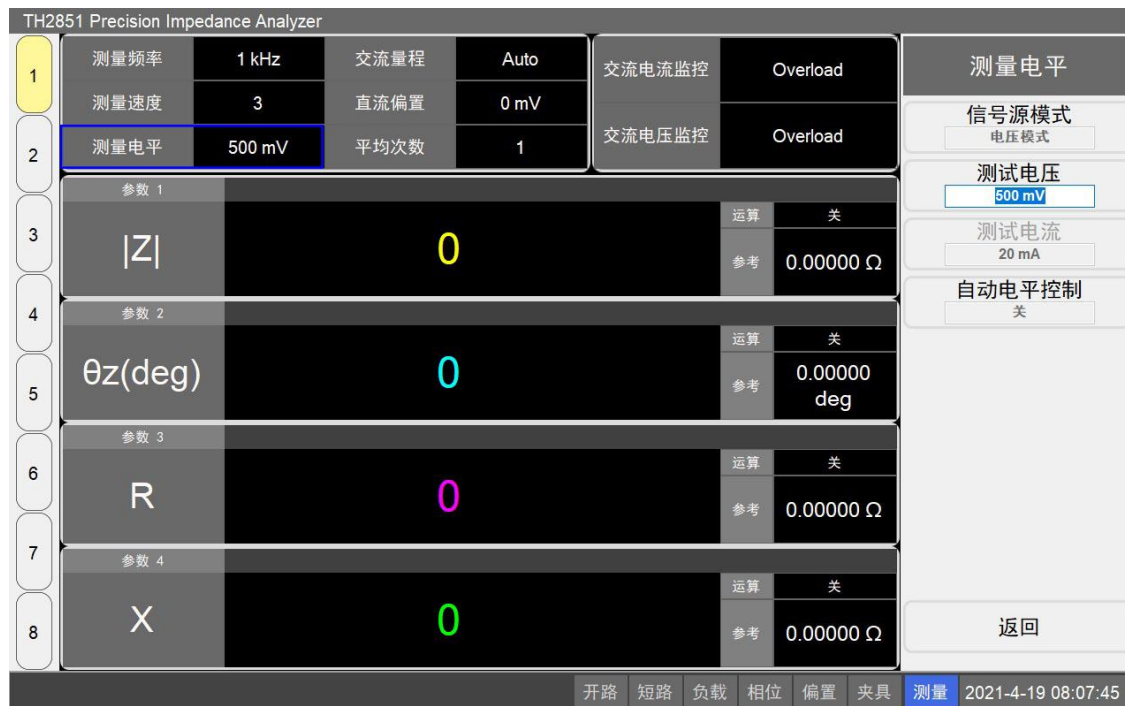 TH2851 Precision Impedance Analyzer
1
2
3
4
5
6
7
8
测量频率 1 kHz 交流量程 Auto
测量速度 3 直流偏置 0 mV
测量电平 500 mV 平均次数 1
交流电流监控 Overload
交流电压监控 Overload
参数 1
|Z| 0
运算 关
参考 0.00000 Ω
参数 2
θz(deg) 0
运算 关
参考 0.00000
deg
参数 3
R 0
运算 关
参考 0.00000 Ω
参数 4
X 0
运算 关
参考 0.00000 Ω
测量电平
信号源模式
电压模式
测试电压
500 mV
测试电流
20 mA
自动电平控制
关
返回
开路 短路 负载 相位 偏置 夹具 测量 2021-4-19 08:07:45